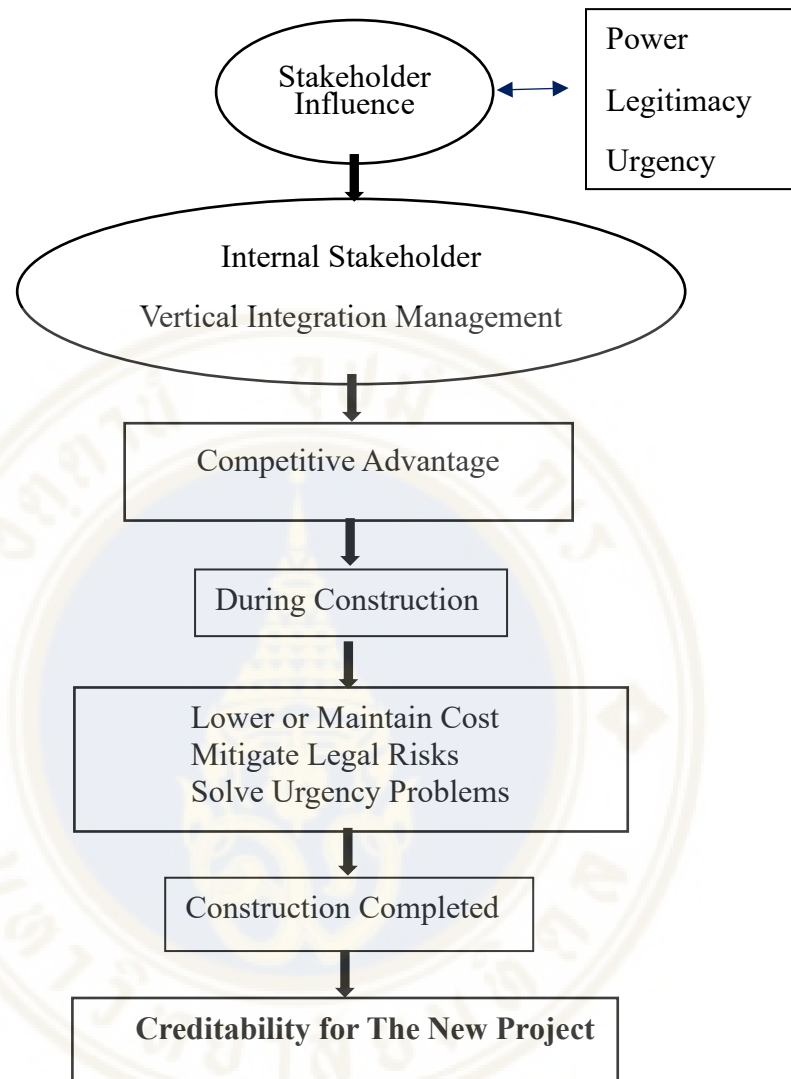 Stakeholder
Influence
Power
Legitimacy
Urgency
Internal Stakeholder
Vertical Integration Management
Competitive Advantage
During Construction
Lower or Maintain Cost
Mitigate Legal Risks
Solve Urgency Problems
Construction Completed
Creditability for The New Project